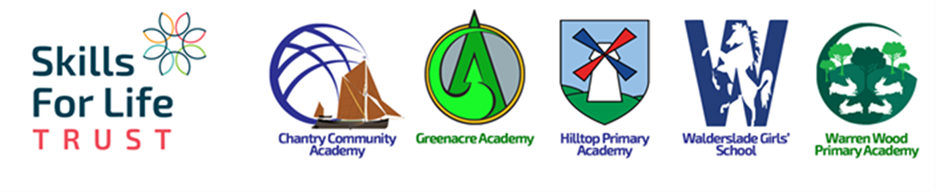 Skills
For Life
TRUST
Chantry Community
Academy
Greenacre Academy
Hilltop Primary
Academy
Walderslade Girls'
School
Warren Wood
Primary Academy